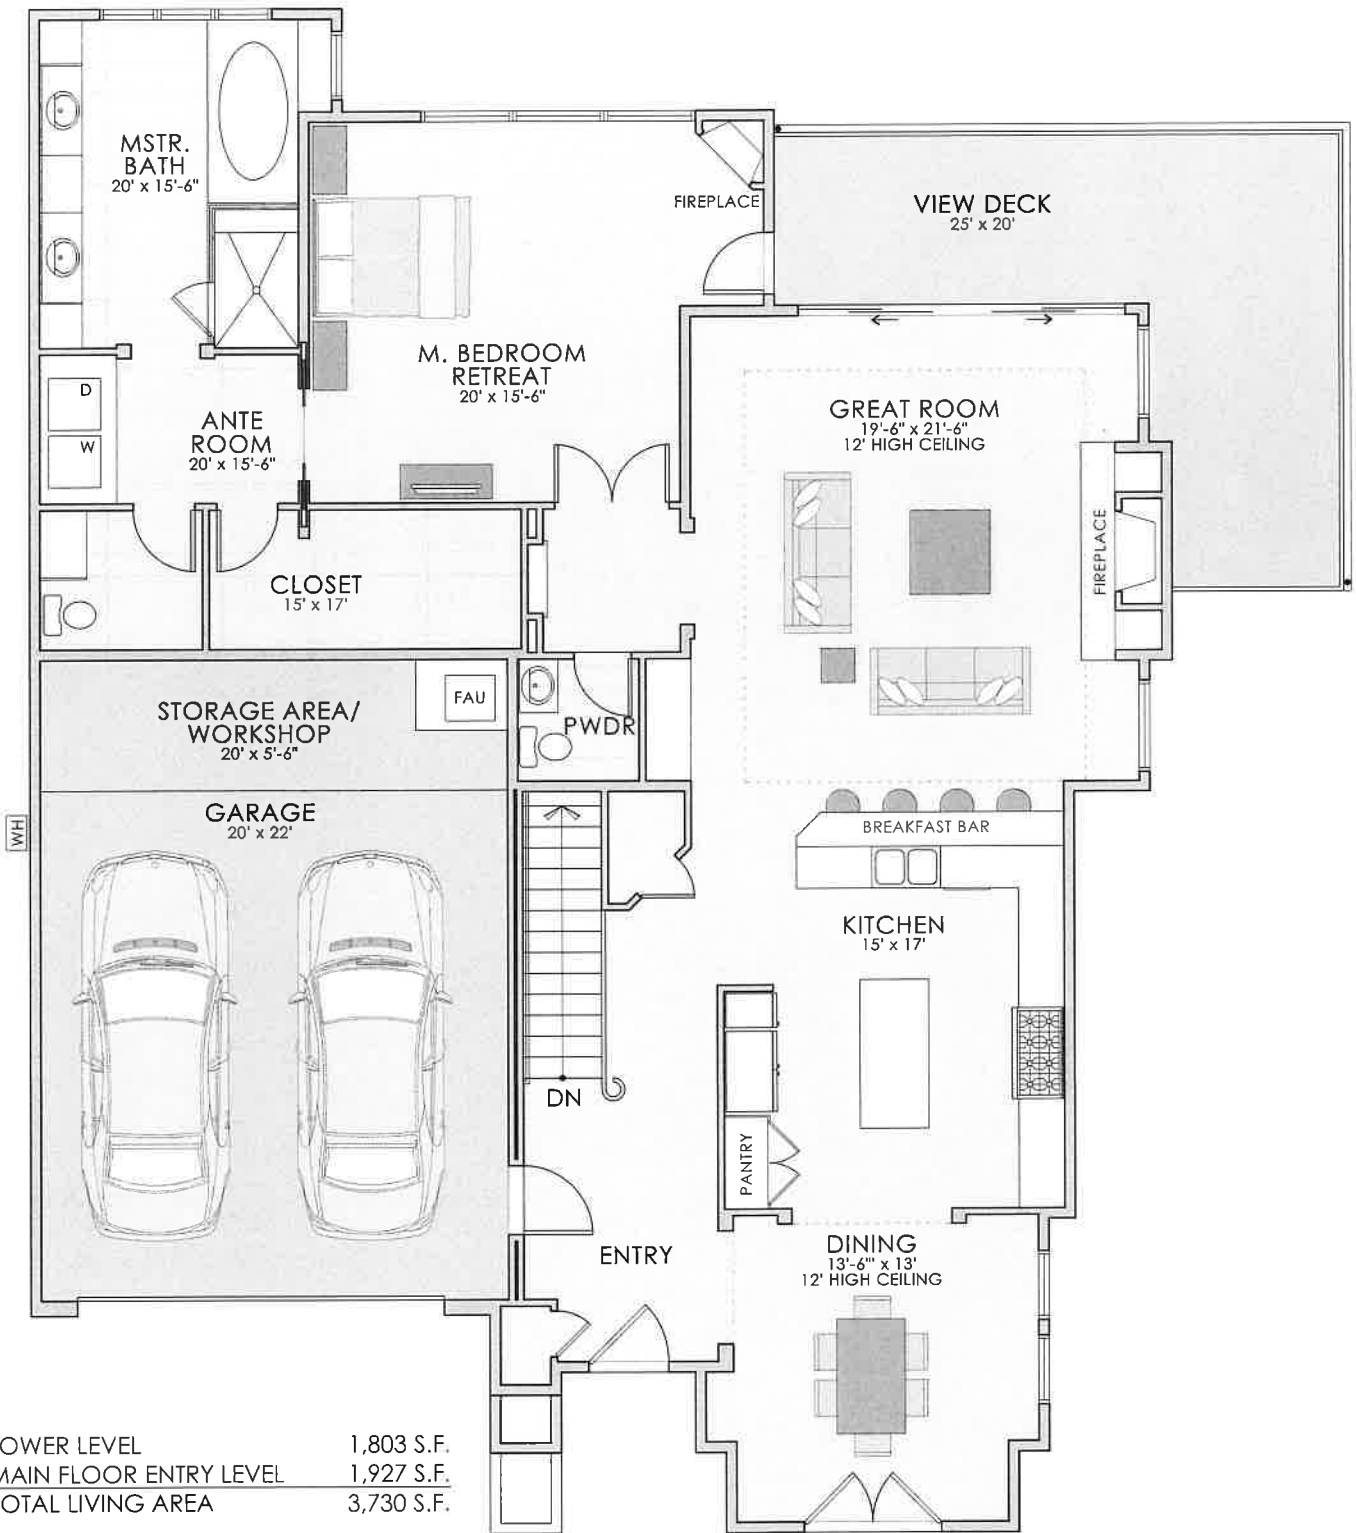 MSTR.
BATH
20' x 15'-6"
FIREPLACE
VIEW DECK
25' x 20'
M. BEDROOM
RETREAT
20' x 15'-6"
D
W
ANTE
ROOM
20' x 15'-6"
GREAT ROOM
19'-6" x 21'-6"
12' HIGH CEILING
FIREPLACE
CLOSET
15' x 17'
STORAGE AREA/
WORKSHOP
20' x 5'-6"
FAU
PWDR
GARAGE
20' x 22'
WH
BREAKFAST BAR
KITCHEN
15' x 17'
DN
PANTRY
ENTRY
DINING
13'-6'" x 13'
12' HIGH CEILING
OWER LEVEL 1,803 S.F.
MAIN FLOOR ENTRY LEVEL 1,927 S.F.
OTAL LIVING AREA 3,730 S.F.